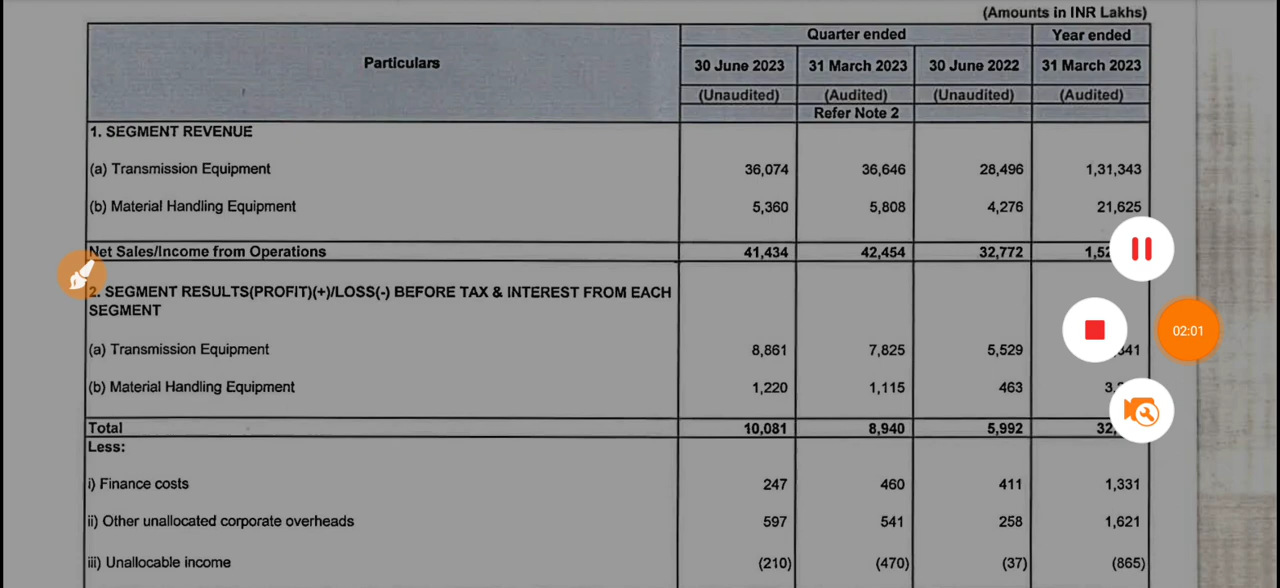 (Amounts in INR Lakhs)
Particulars Quarter ended Year ended
30 June 2023 31 March 2023 30 June 2022 31 March 2023
(Unaudited) (Audited) (Unaudited) (Audited)
Refer Note 2
1. SEGMENT REVENUE
(a) Transmission Equipment 36,074 36,646 28,496 1,31,343
(b) Material Handling Equipment 5,360 5,808 4,276 21,625
Net Sales/Income from Operations 41,434 42,454 32,772
2. SEGMENT RESULTS(PROFIT)(+)/LOSS(-) BEFORE TAX & INTEREST FROM EACH
SEGMENT
02:01
(a) Transmission Equipment 8,861 7,825 5,529
(b) Material Handling Equipment 1,220 1,115 463
Total 10,081 8,940 5,992
Less:
i) Finance costs 247 460 411 1,331
ii) Other unallocated corporate overheads 597 541 258 1,621
iii) Unallocable income (210) (470) (37) (865)